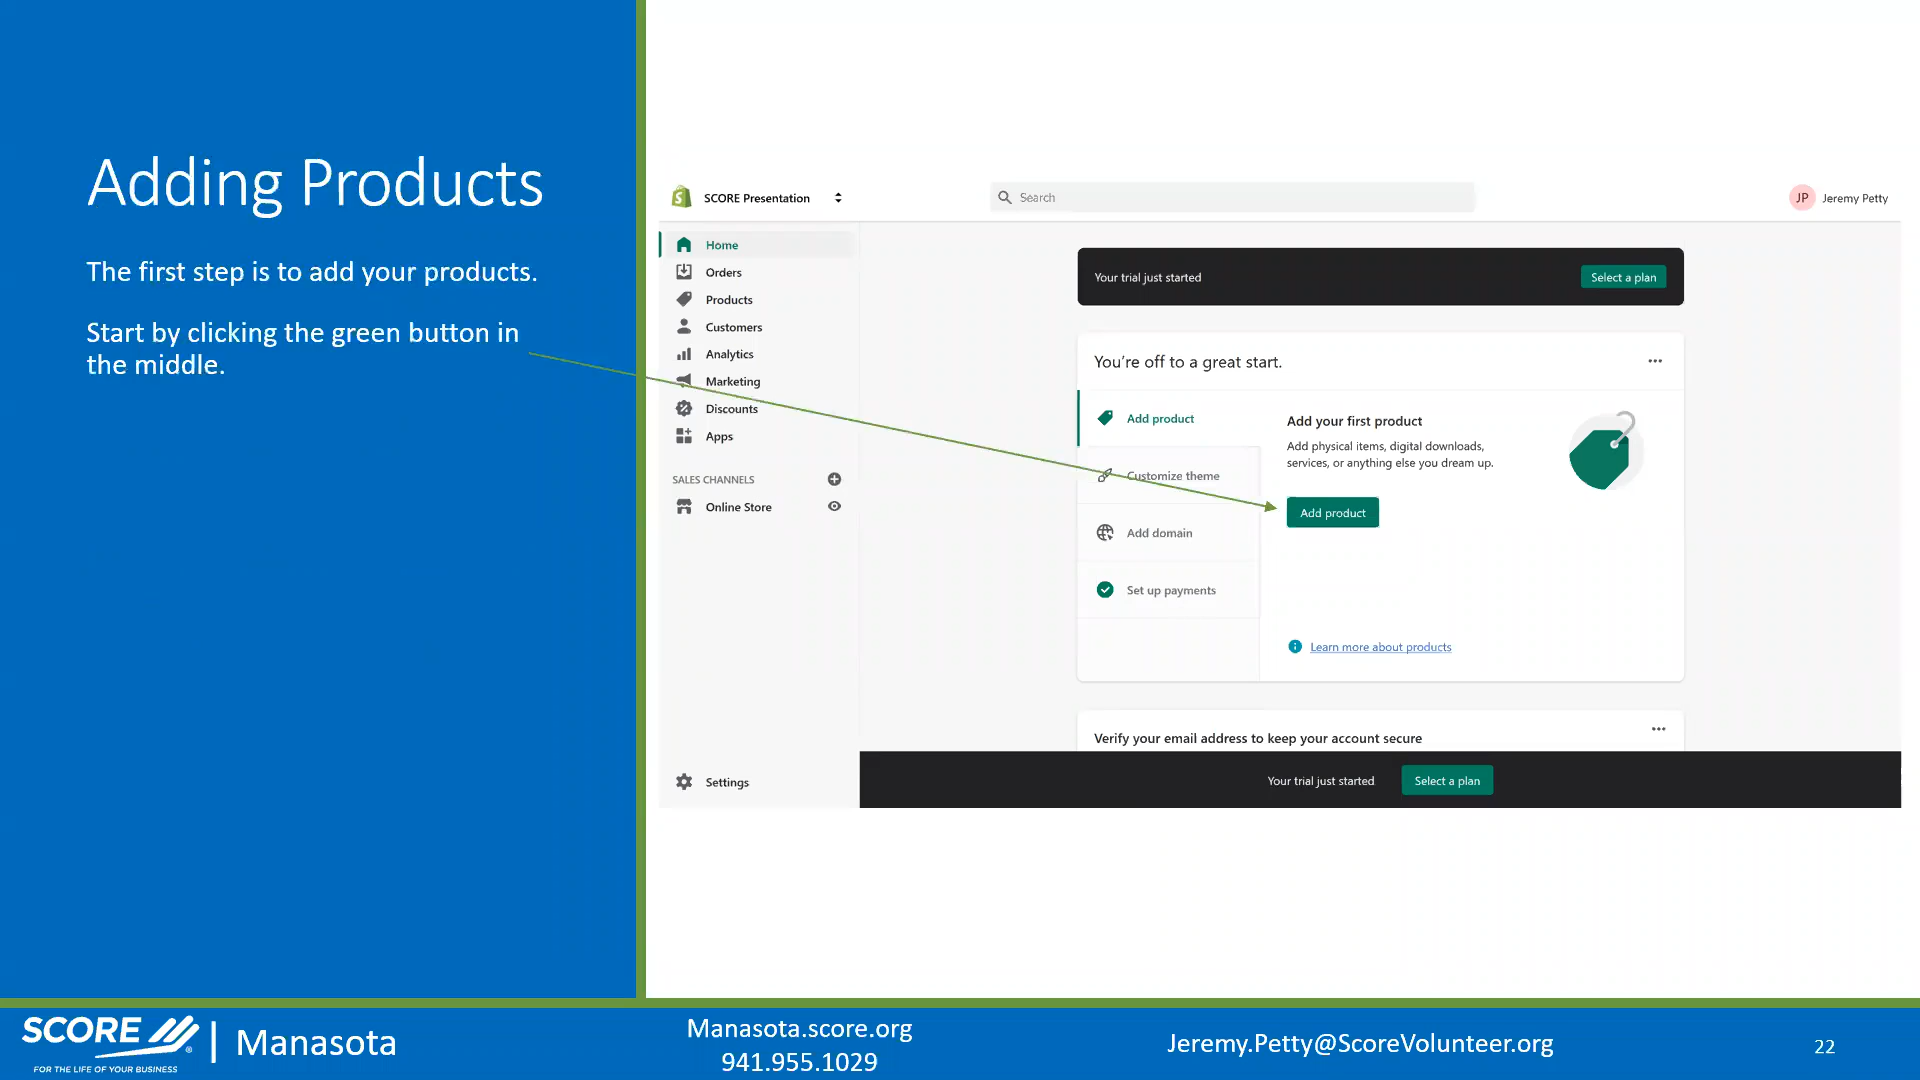 Adding Products
The first step is to add your products.
Start by clicking the green button in
the middle.
SCORE Presentation
Search
JP Jeremy Petty
Home
Orders
Products
Customers
Analytics
Marketing
Discounts
Apps
SALES CHANNELS
Online Store
Settings
Your trial just started
Select a plan
You're off to a great start.
Add product
Customize theme
Add domain
Set up payments
Add your first product
Add physical items, digital downloads,
services, or anything else you dream up.
Add product
Learn more about products
Verify your email address to keep your account secure
Your trial just started
Select a plan
SCORE ® | Manasota
FOR THE LIFE OF YOUR BUSINESS
Manasota.score.org
941.955.1029
Jeremy.Petty@ScoreVolunteer.org
22